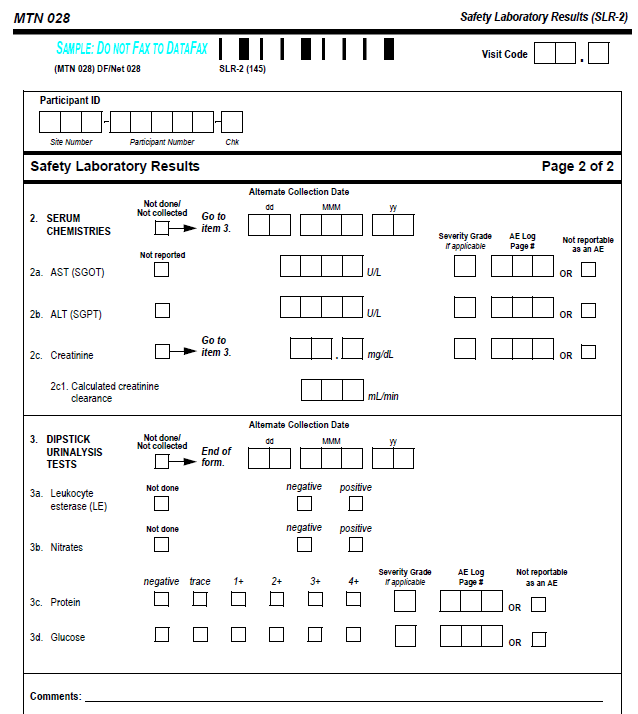 MTN 028
Safety Laboratory Results (SLR-2)
SAMPLE: DO NOT FAX TO DATAFAX
(MTN 028) DF/Net 028
SLR-2 (145)
Visit Code
.
Participant ID
- -
Site Number
Participant Number
Chk
Safety Laboratory Results
Page 2 of 2
Alternate Collection Date
2. SERUM CHEMISTRIES
Not done/
Not collected
Go to
item 3.
dd
MMM
yy
Severity Grade
if applicable
AE Log
Page #
Not reportable
as an AE
Not reported
2a. AST (SGOT)
U/L
OR
2b. ALT (SGPT)
U/L
OR
2c. Creatinine
Go to
item 3.
.
mg/dL
OR
2c1. Calculated creatinine
clearance
mL/min
Alternate Collection Date
3. DIPSTICK
URINALYSIS
TESTS
Not done/
Not collected
End of
form.
dd
MMM
yy
3a. Leukocyte
esterase (LE)
Not done
negative
positive
3b. Nitrates
Not done
negative
positive
negative
trace
1+
2+
3+
4+
Severity Grade
if applicable
AE Log
Page #
Not reportable
as an AE
3c. Protein
OR
3d. Glucose
OR
Comments: